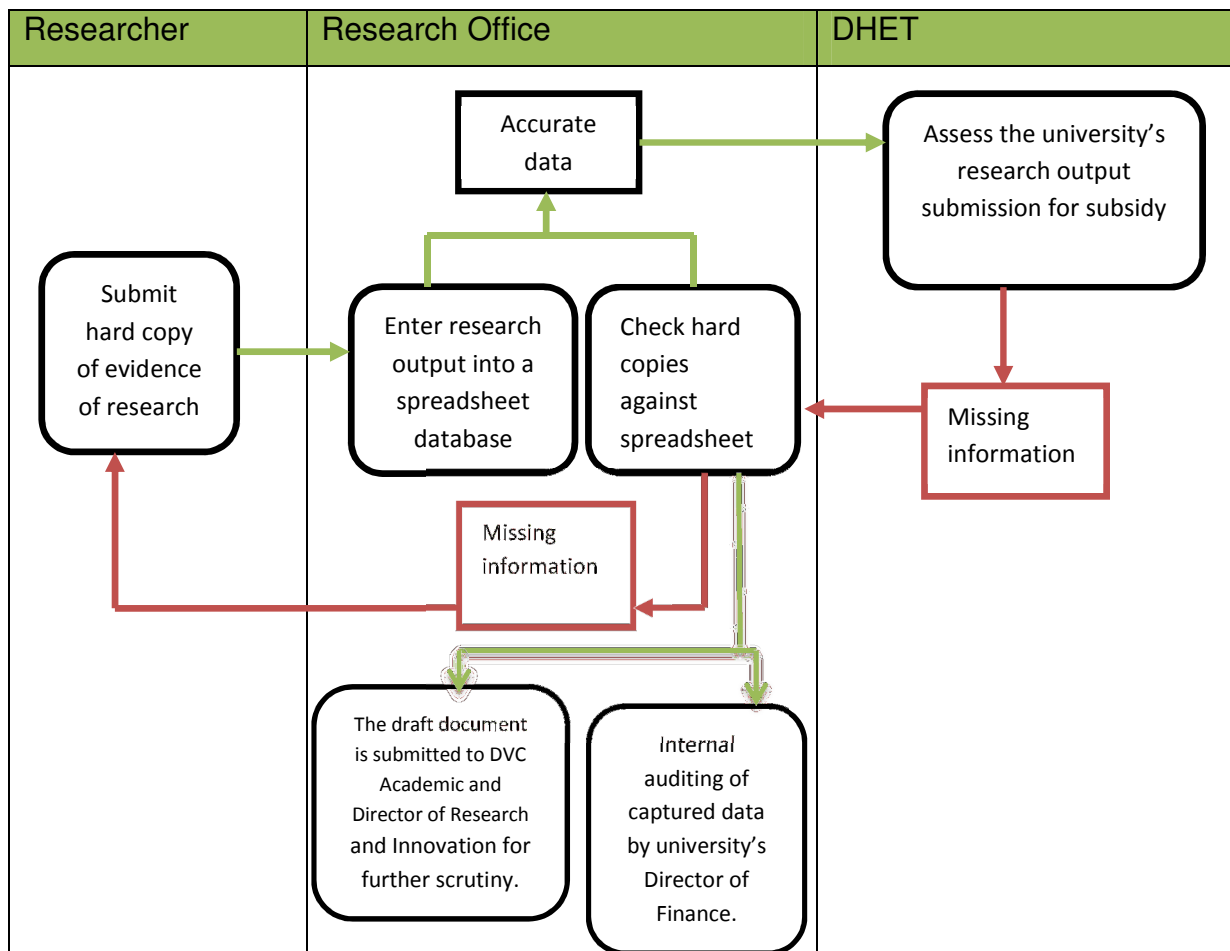 Researcher
Research Office
DHET
Accurate
data
Assess the university’s
research output
submission for subsidy
Submit
hard copy
of evidence
of research
Enter research
output into a
spreadsheet
database
Check hard
copies
against
spreadsheet
Missing
information
Missing
information
The draft document
is submitted to DVC
Academic and
Director of Research
and Innovation for
further scrutiny.
Internal
auditing of
captured data
by university’s
Director of
Finance.